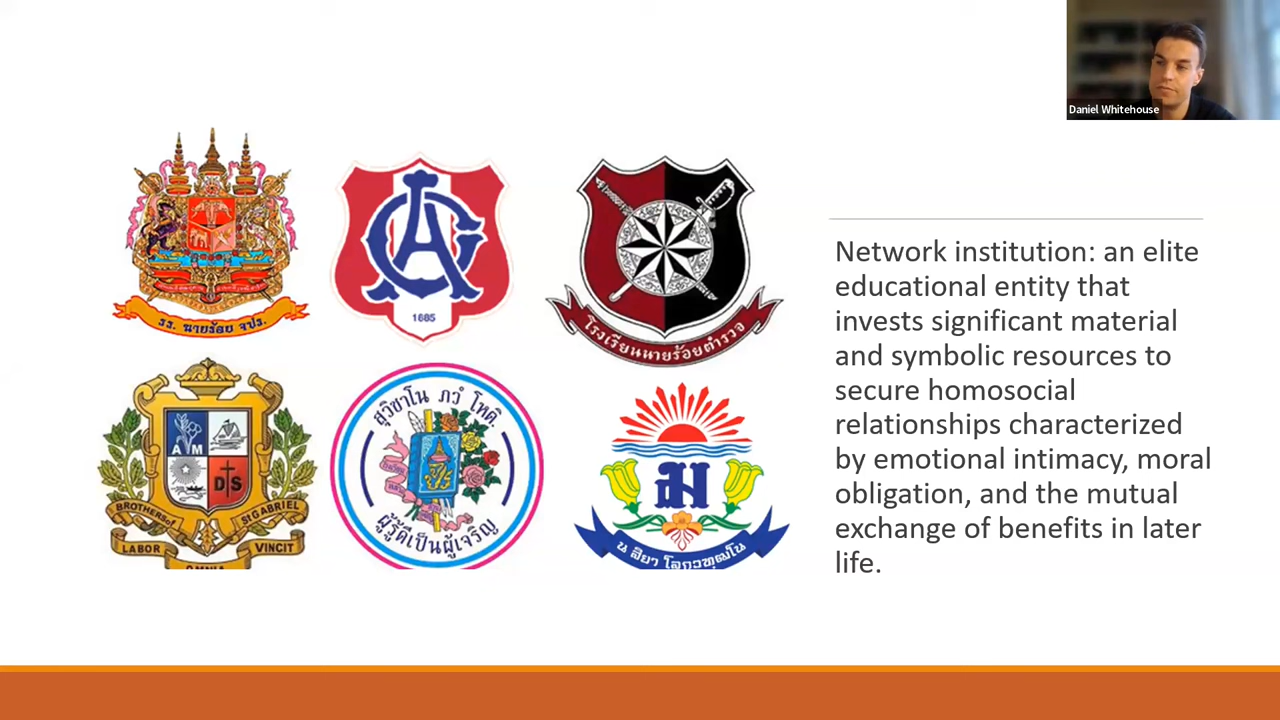 Daniel Whitehouse
รร. นายร้อย จปร.
AG
1885
โรงเรียนนายร้อยตำรวจ
A M
D S
BROTHERS of St GABRIEL
LABOR VINCIT
OMNIA
สุวิชาโน ภวํ โหติ
ผู้รู้ดีเป็นผู้เจริญ
ม
น สิยา โลกวฑฺฒโน
Network institution: an elite
educational entity that
invests significant material
and symbolic resources to
secure homosocial
relationships characterized
by emotional intimacy, moral
obligation, and the mutual
exchange of benefits in later
life.